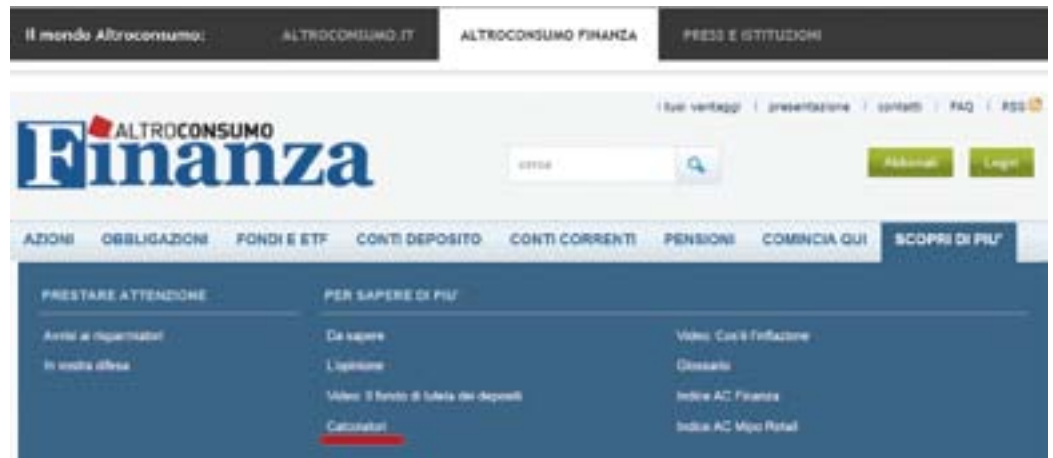 Il mondo Altroconsumo: ALTROCONSUMO.IT ALTROCONSUMO FINANZA PRESS E ISTITUZIONI
i tuoi vantaggi | presentazione | contatti | FAQ | RSS
ALTROCONSUMO
Finanza
cerca
Abbonati Login
AZIONI OBBLIGAZIONI FONDI E ETF CONTI DEPOSITO CONTI CORRENTI PENSIONI COMINCIA QUI SCOPRI DI PIU'
PRESTARE ATTENZIONE PER SAPERE DI PIU'
Avvisi ai risparmiatori Da sapere Video: Cos'è l'inflazione
In vostra difesa L'opinione Glossario
Video: Il fondo di tutela dei depositi Indice AC Finanza
Calcolatori Indice AC Mipo Retail